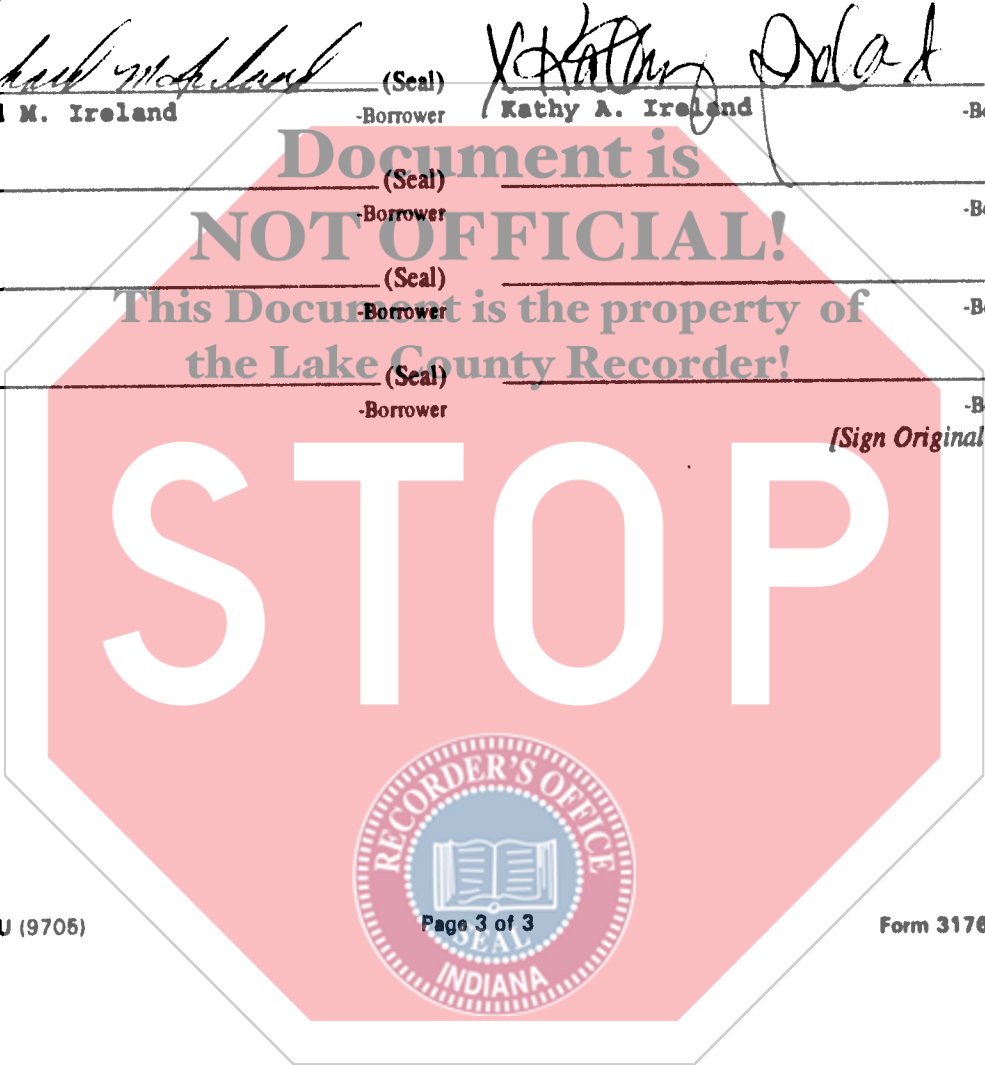 (Seal)
M. Ireland -Borrower Kathy A. Ireland
Document is
(Seal)
-Borrower
NOT OFFICIAL!
(Seal)
This Document is the property of
-Borrower
the Lake County Recorder!
(Seal)
-Borrower
[Sign Original
STOP
RECORDER'S OFFICE
U (9705) Page 3 of 3 Form 3176
SEAL
INDIANA